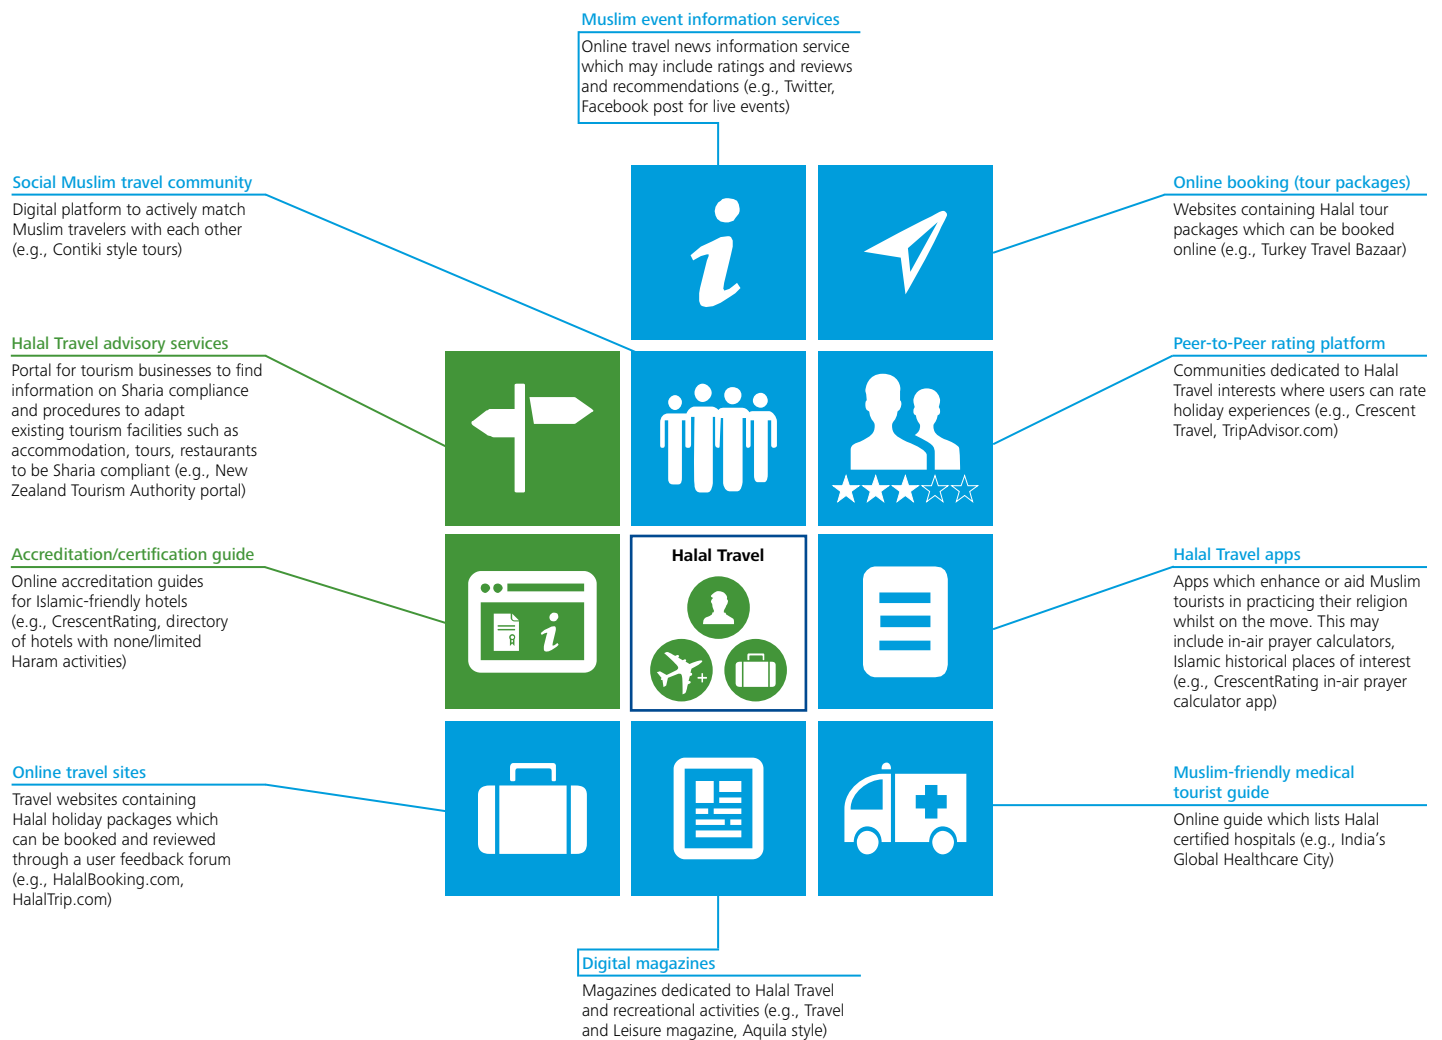 Muslim event information services
Online travel news information service
which may include ratings and reviews
and recommendations (e.g., Twitter,
Facebook post for live events)
Social Muslim travel community
Digital platform to actively match
Muslim travelers with each other
(e.g., Contiki style tours)
Online booking (tour packages)
Websites containing Halal tour
packages which can be booked
online (e.g., Turkey Travel Bazaar)
Halal Travel advisory services
Portal for tourism businesses to find
information on Sharia compliance
and procedures to adapt
existing tourism facilities such as
accommodation, tours, restaurants
to be Sharia compliant (e.g., New
Zealand Tourism Authority portal)
Peer-to-Peer rating platform
Communities dedicated to Halal
Travel interests where users can rate
holiday experiences (e.g., Crescent
Travel, TripAdvisor.com)
Accreditation/certification guide
Online accreditation guides
for Islamic-friendly hotels
(e.g., CrescentRating, directory
of hotels with none/limited
Haram activities)
Halal Travel
Halal Travel apps
Apps which enhance or aid Muslim
tourists in practicing their religion
whilst on the move. This may
include in-air prayer calculators,
Islamic historical places of interest
(e.g., CrescentRating in-air prayer
calculator app)
Online travel sites
Travel websites containing
Halal holiday packages which
can be booked and reviewed
through a user feedback forum
(e.g., HalalBooking.com,
HalalTrip.com)
Muslim-friendly medical
tourist guide
Online guide which lists Halal
certified hospitals (e.g., India's
Global Healthcare City)
Digital magazines
Magazines dedicated to Halal Travel
and recreational activities (e.g., Travel
and Leisure magazine, Aquila style)